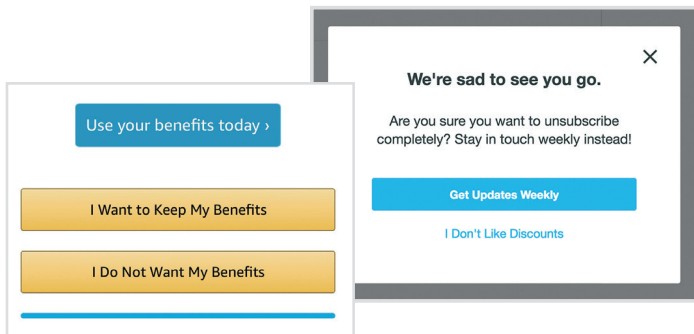 Use your benefits today ›
I Want to Keep My Benefits
I Do Not Want My Benefits
We're sad to see you go.
Are you sure you want to unsubscribe
completely? Stay in touch weekly instead!
Get Updates Weekly
I Don't Like Discounts